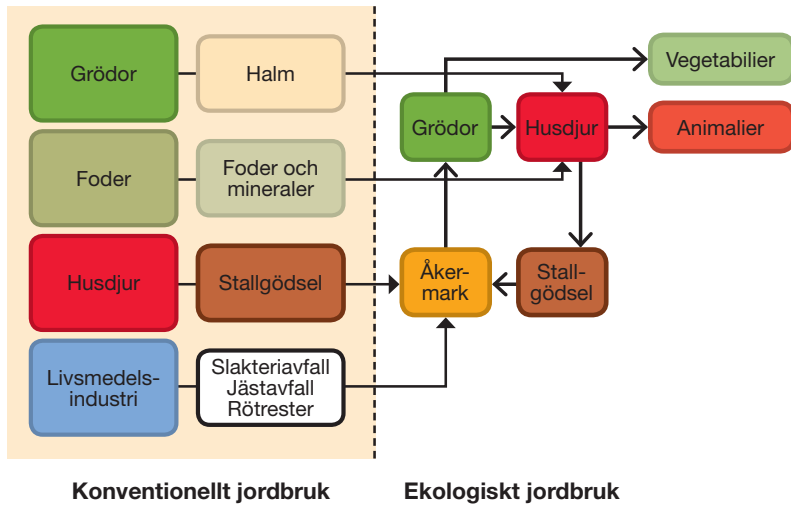 Grödor
Halm
Foder
Foder och
mineraler
Husdjur
Stallgödsel
Livsmedels-
industri
Slakteriavfall
Jästavfall
Rötrester
Grödor
Husdjur
Vegetabilier
Animalier
Åker-
mark
Stall-
gödsel
Konventionellt jordbruk
Ekologiskt jordbruk